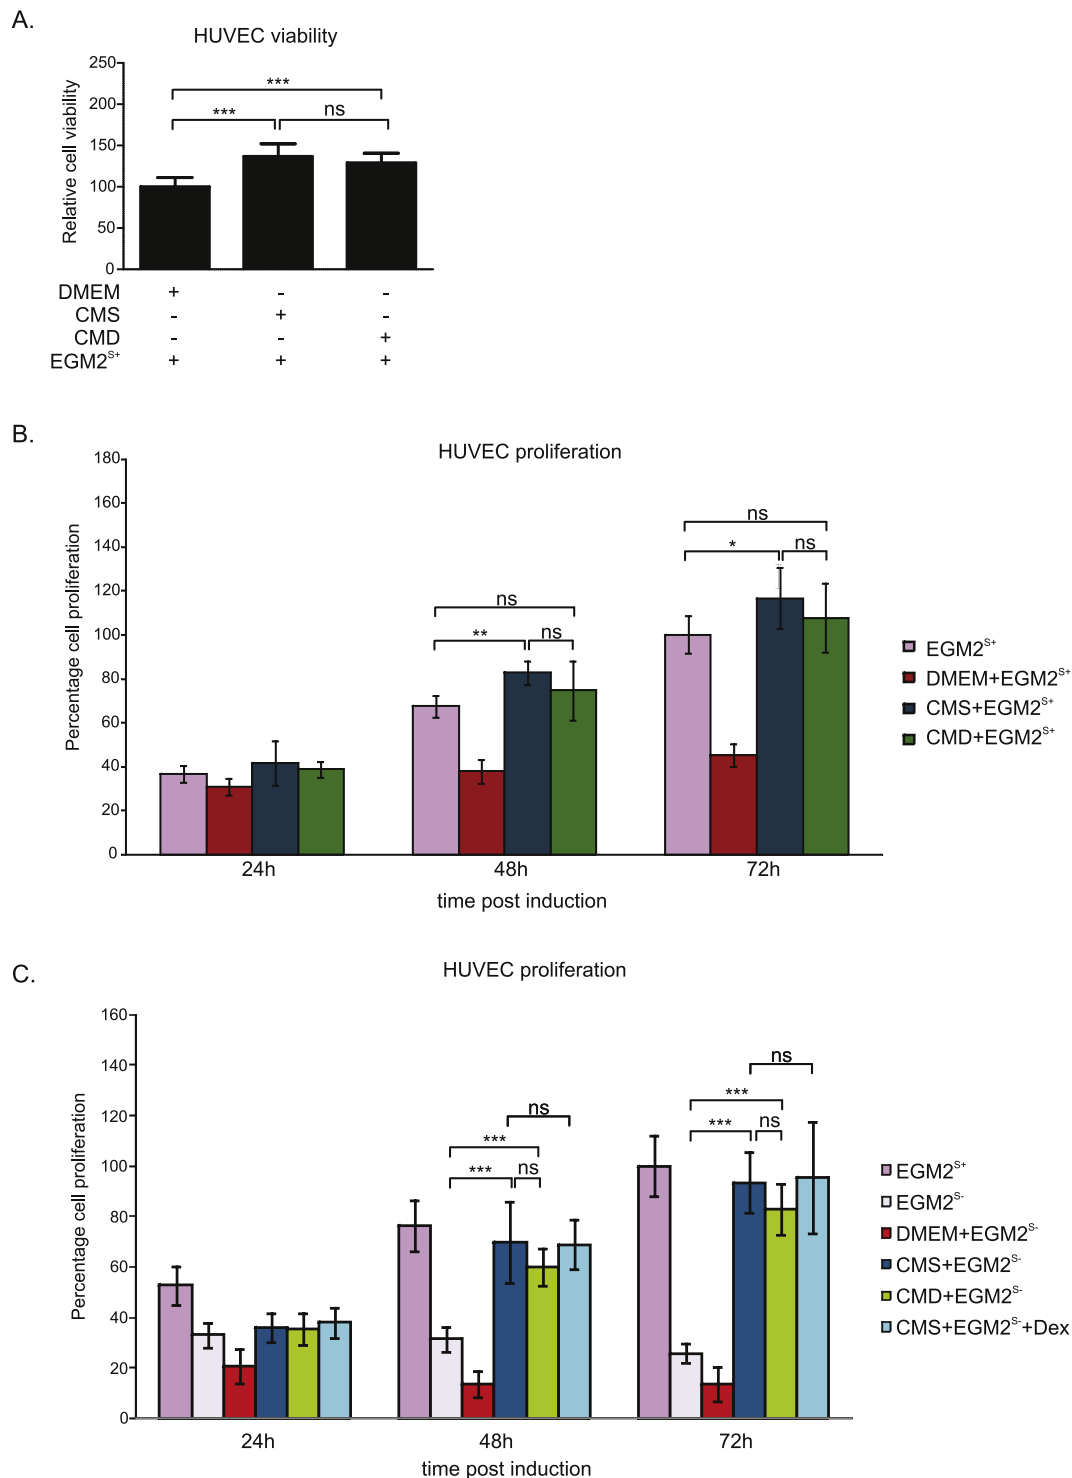 A.
HUVEC viability
250
200
150
100
50
0
Relative cell viability
***
***
ns
DMEM + - -
CMS - + -
CMD - - +
EGM2S+ + + +
B.
HUVEC proliferation
180
160
140
120
100
80
60
40
20
0
Percentage cell proliferation
ns
** ns
ns
* ns
24h 48h 72h
time post induction
EGM2S+
DMEM+EGM2S+
CMS+EGM2S+
CMD+EGM2S+
C.
HUVEC proliferation
160
140
120
100
80
60
40
20
0
Percentage cell proliferation
ns
***
*** ns
ns
***
*** ns
24h 48h 72h
time post induction
EGM2S+
EGM2S-
DMEM+EGM2S-
CMS+EGM2S-
CMD+EGM2S-
CMS+EGM2S-+Dex